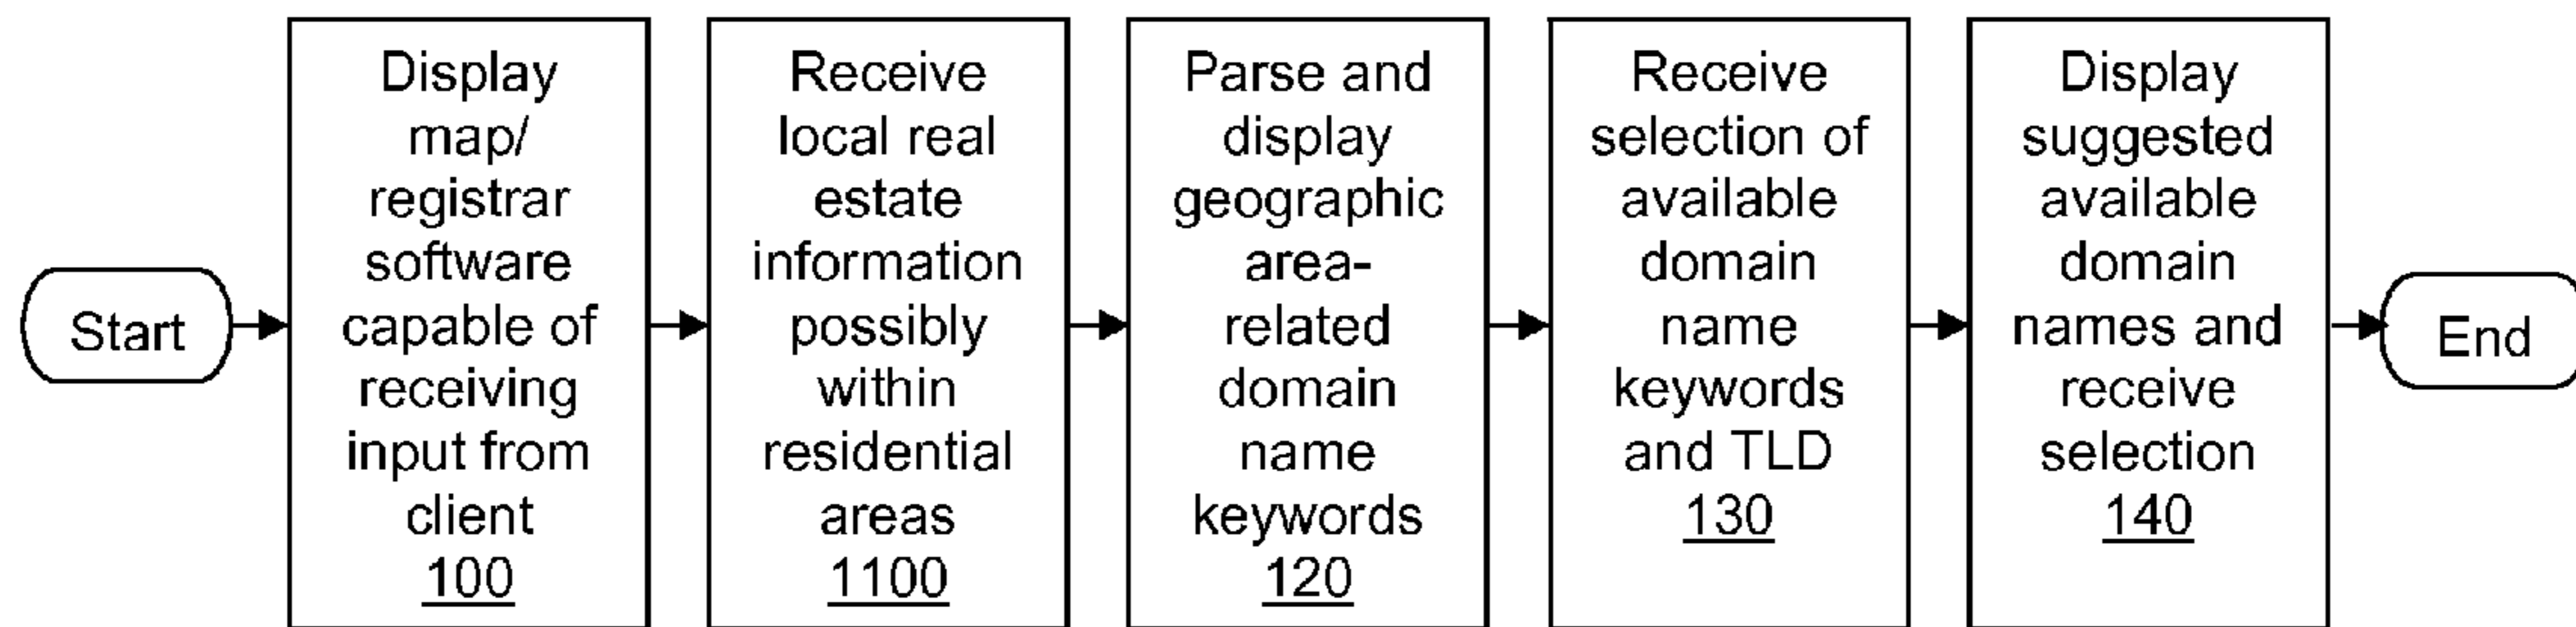 Start
Display
map/
registrar
software
capable of
receiving
input from
client
100
Receive
local real
estate
information
possibly
within
residential
areas
1100
Parse and
display
geographic
area-
related
domain
name
keywords
120
Receive
selection of
available
domain
name
keywords
and TLD
130
Display
suggested
available
domain
names and
receive
selection
140
End